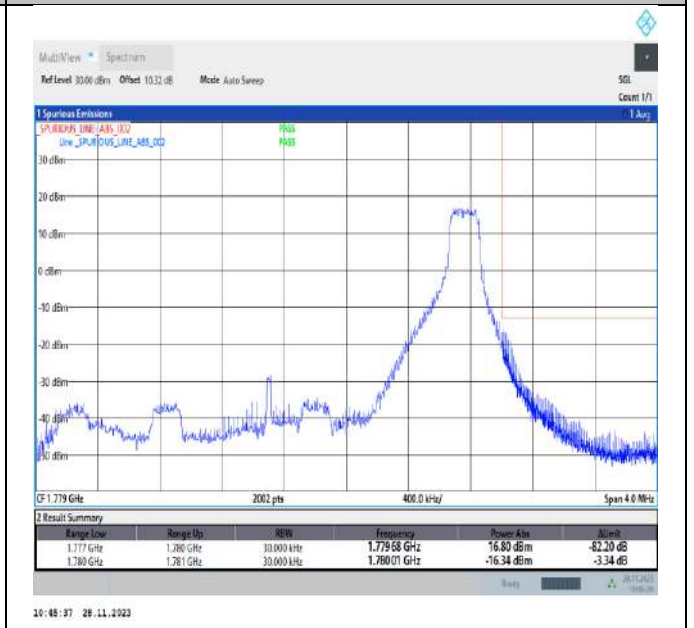 MultiView Spectrum
Ref Level 30.00 dBm Offset 10.32 dB Mode Auto Sweep SGL
Count 1/1
1 Spurious Emissions 1 Avg
_SPURIOUS_LINE_ABS_002 PASS
Line _SPURIOUS_LINE_ABS_002 PASS
30 dBm
20 dBm
10 dBm
0 dBm
-10 dBm
-20 dBm
-30 dBm
-40 dBm
-50 dBm
CF 1.779 GHz 2002 pts 400.0 kHz/ Span 4.0 MHz
2 Result Summary
Range Low Range Up RBW Frequency Power Abs ΔLimit
1.777 GHz 1.780 GHz 30.000 kHz 1.77968 GHz 16.80 dBm -82.20 dB
1.780 GHz 1.781 GHz 30.000 kHz 1.78001 GHz -16.34 dBm -3.34 dB
Ready 28.11.2023
10:45:37 28.11.2023